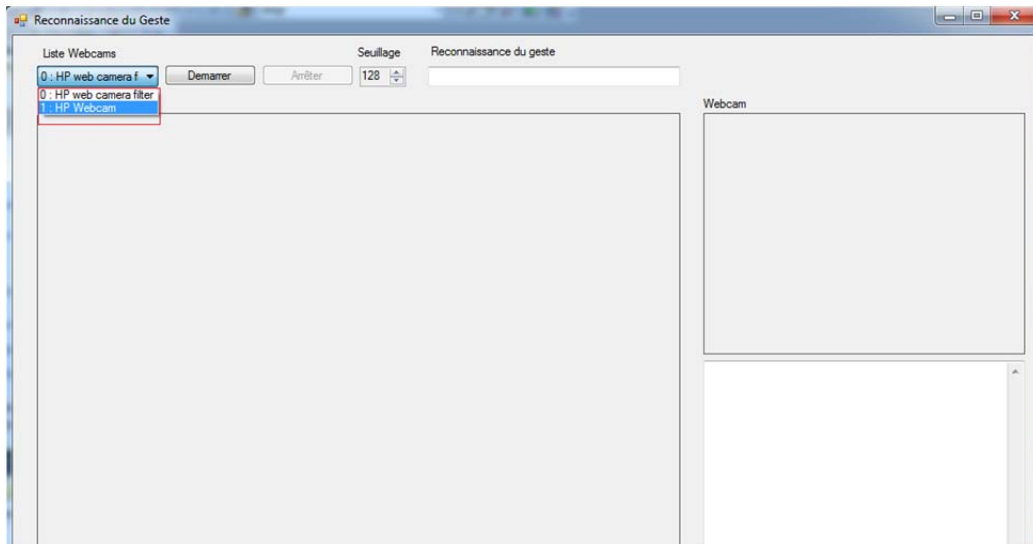 Reconnaissance du Geste
Liste Webcams
Seuillage
Reconnaissance du geste
0 : HP web camera f
Demarrer
Arrêter
128
0 : HP web camera filter
1 : HP Webcam
Webcam